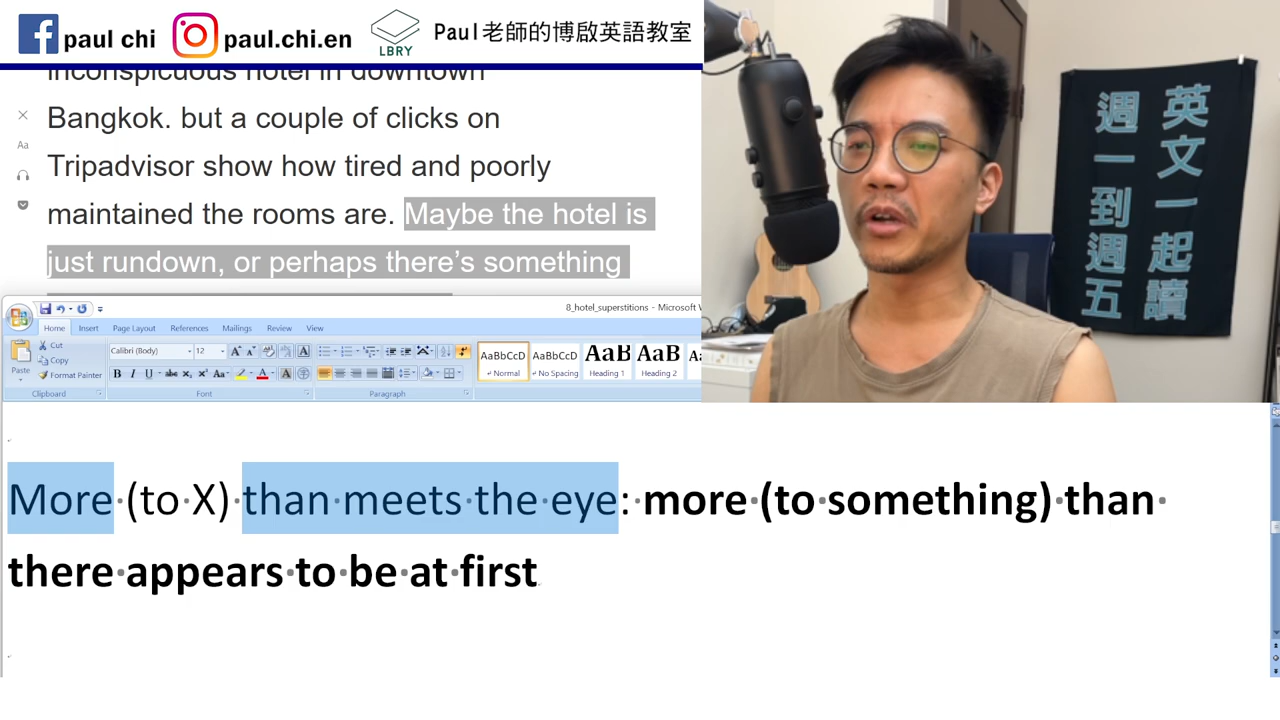 paul chi
paul.chi.en
LBRY
Paul老師的博啟英語教室
inconspicuous hotel in downtown
Bangkok. but a couple of clicks on
Tripadvisor show how tired and poorly
maintained the rooms are. Maybe the hotel is
just rundown, or perhaps there's something
Aa
英文一起讀
週一到週五
8_hotel_superstitions - Microsoft W
Home Insert Page Layout References Mailings Review View
Paste
Cut
Copy
Format Painter
Clipboard
Calibri (Body) 12
Font
Paragraph
AaBbCcD AaBbCcD AaB AaB
Normal No Spacing Heading 1 Heading 2
More (to X) than meets the eye: more (to something) than
there appears to be at first